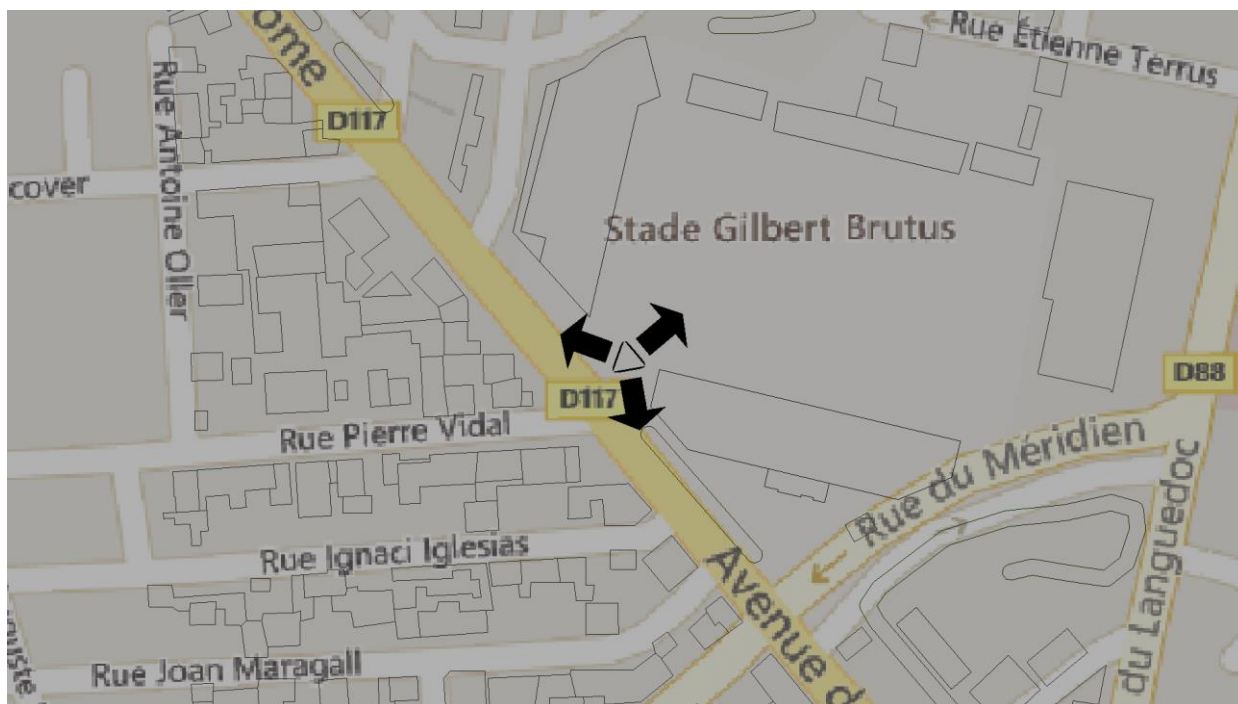 Rue Étienne Terrus
ome
D117
Rue Antoine Oller
cover
Stade Gilbert Brutus
D88
D117
Rue Pierre Vidal
Rue du Méridien
Rue Ignaci Iglesias
Avenue d
du Languedoc
Rue Joan Maragall